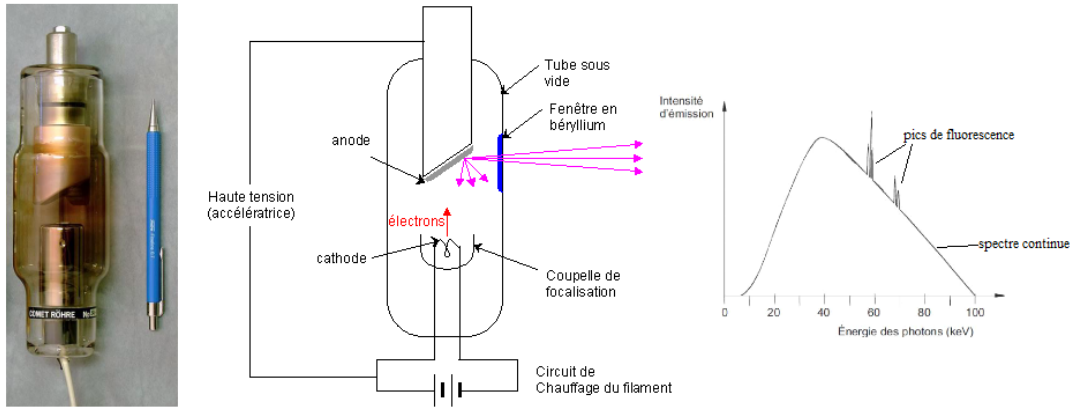 COMET RÖHRE
Tube sous
vide
Fenêtre en
béryllium
anode
Haute tension
(accélératrice)
électrons
cathode
Coupelle de
focalisation
Circuit de
Chauffage du filament
Intensité
d'émission
pics de fluorescence
spectre continue
0 20 40 60 80 100
Énergie des photons (keV)